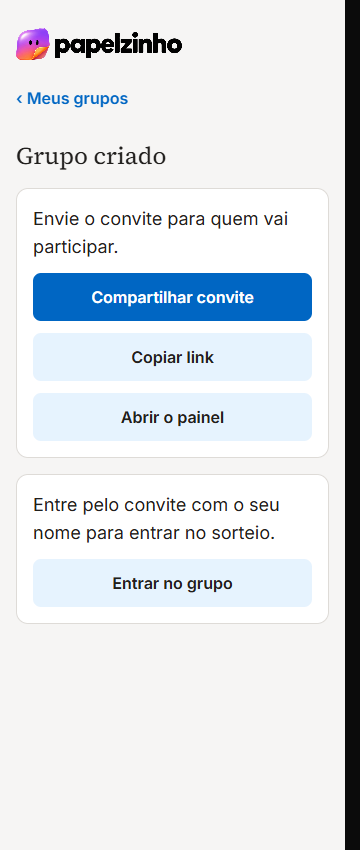 papelzinho
‹ Meus grupos
Grupo criado
Envie o convite para quem vai
participar.
Compartilhar convite
Copiar link
Abrir o painel
Entre pelo convite com o seu
nome para entrar no sorteio.
Entrar no grupo